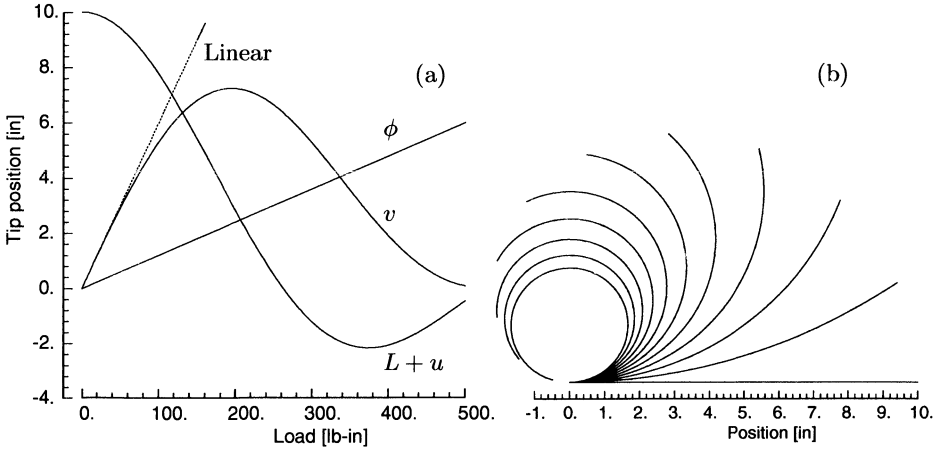 10.
8.
6.
4.
2.
0.
-2.
-4.
Tip position [in]
Linear
(a)
ϕ
v
L + u
0. 100. 200. 300. 400. 500.
Load [lb-in]
(b)
-1. 0. 1. 2. 3. 4. 5. 6. 7. 8. 9. 10.
Position [in]